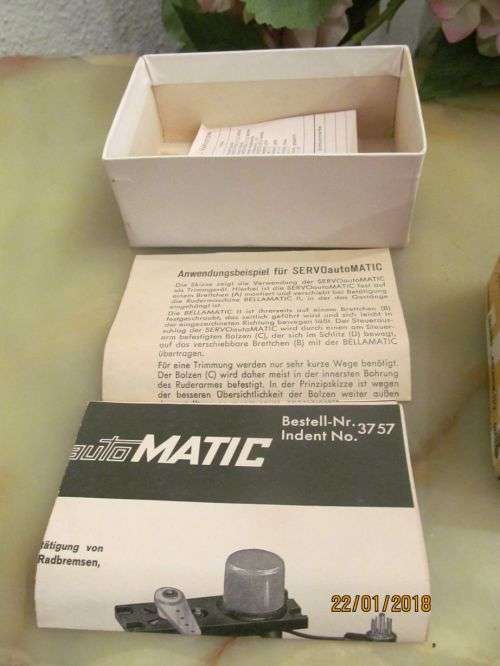 Anwendungsbeispiel für SERVOautoMATIC
Die Skizze zeigt die Verwendung der SERVOautoMATIC
als Trimmgerät. Hierbei ist die SERVOautoMATIC fest auf
einem Brettchen (A) montiert und verschiebt bei Betätigung
die Rudermaschine BELLAMATIC II, in der das Gestänge
eingehängt ist.
Die BELLAMATIC II ist ihrerseits auf einem Brettchen (B)
festgeschraubt, das seitlich geführt wird und sich leicht in
der eingezeichneten Richtung bewegen läßt. Der Steueraus-
schlag der SERVOautoMATIC wird durch einen am Steuer-
arm befestigten Bolzen (C), der sich im Schlitz (D) bewegt,
auf das verschiebbare Brettchen (B) mit der BELLAMATIC
übertragen.
Für eine Trimmung werden nur sehr kurze Wege benötigt.
Der Bolzen (C) wird daher meist in der innersten Bohrung
des Ruderarmes befestigt. In der Prinzipskizze ist wegen
der besseren Übersichtlichkeit der Bolzen weiter außen
autoMATIC
Bestell-Nr. 3757
Indent No.
ätigung von
Radbremsen,
22/01/2018